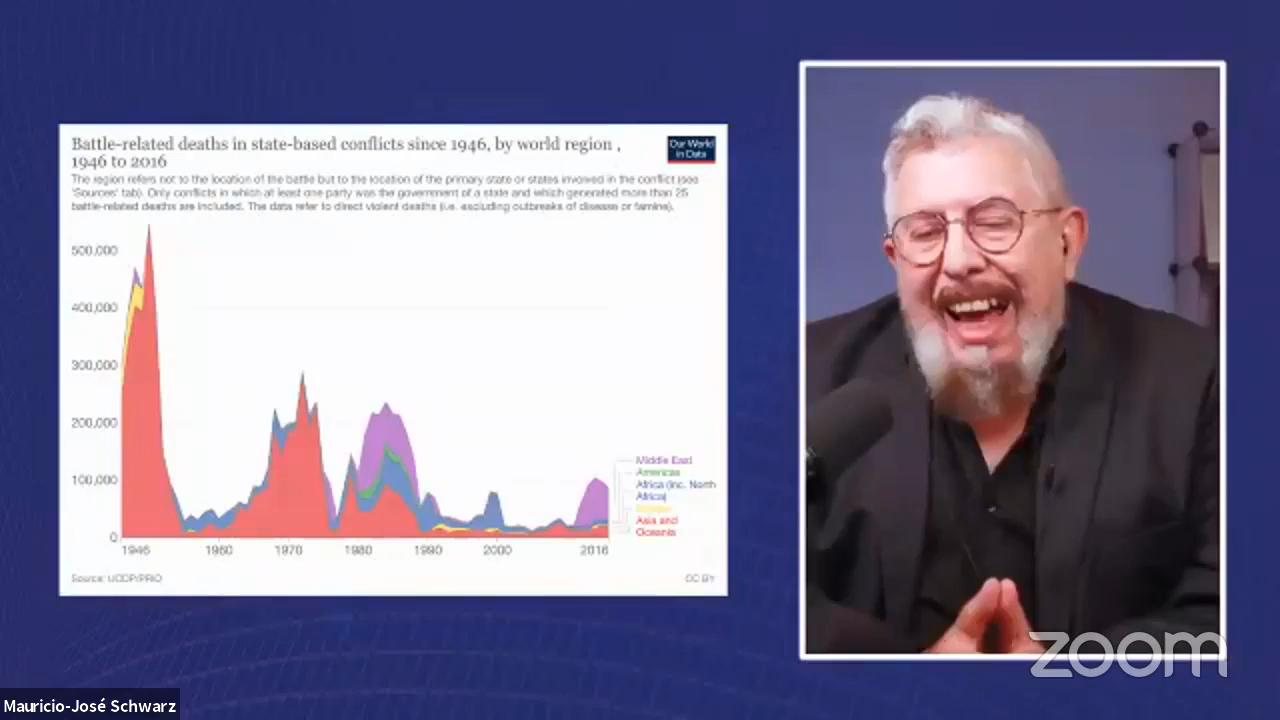 Battle-related deaths in state-based conflicts since 1946, by world region ,
1946 to 2016
Our World
in Data
The region refers not to the location of the battle but to the location of the primary state or states involved in the conflict (see
'Sources' tab). Only conflicts in which at least one party was the government of a state and which generated more than 25
battle-related deaths are included. The data refer to direct violent deaths (i.e. excluding outbreaks of disease or famine).
500,000
400,000
300,000
200,000
100,000
0
Middle East
Americas
Africa (inc. North
Africa)
Europe
Asia and
Oceania
1946
1960
1970
1980
1990
2000
2016
Source: UCDP/PRIO
CC BY
zoom
Mauricio-José Schwarz